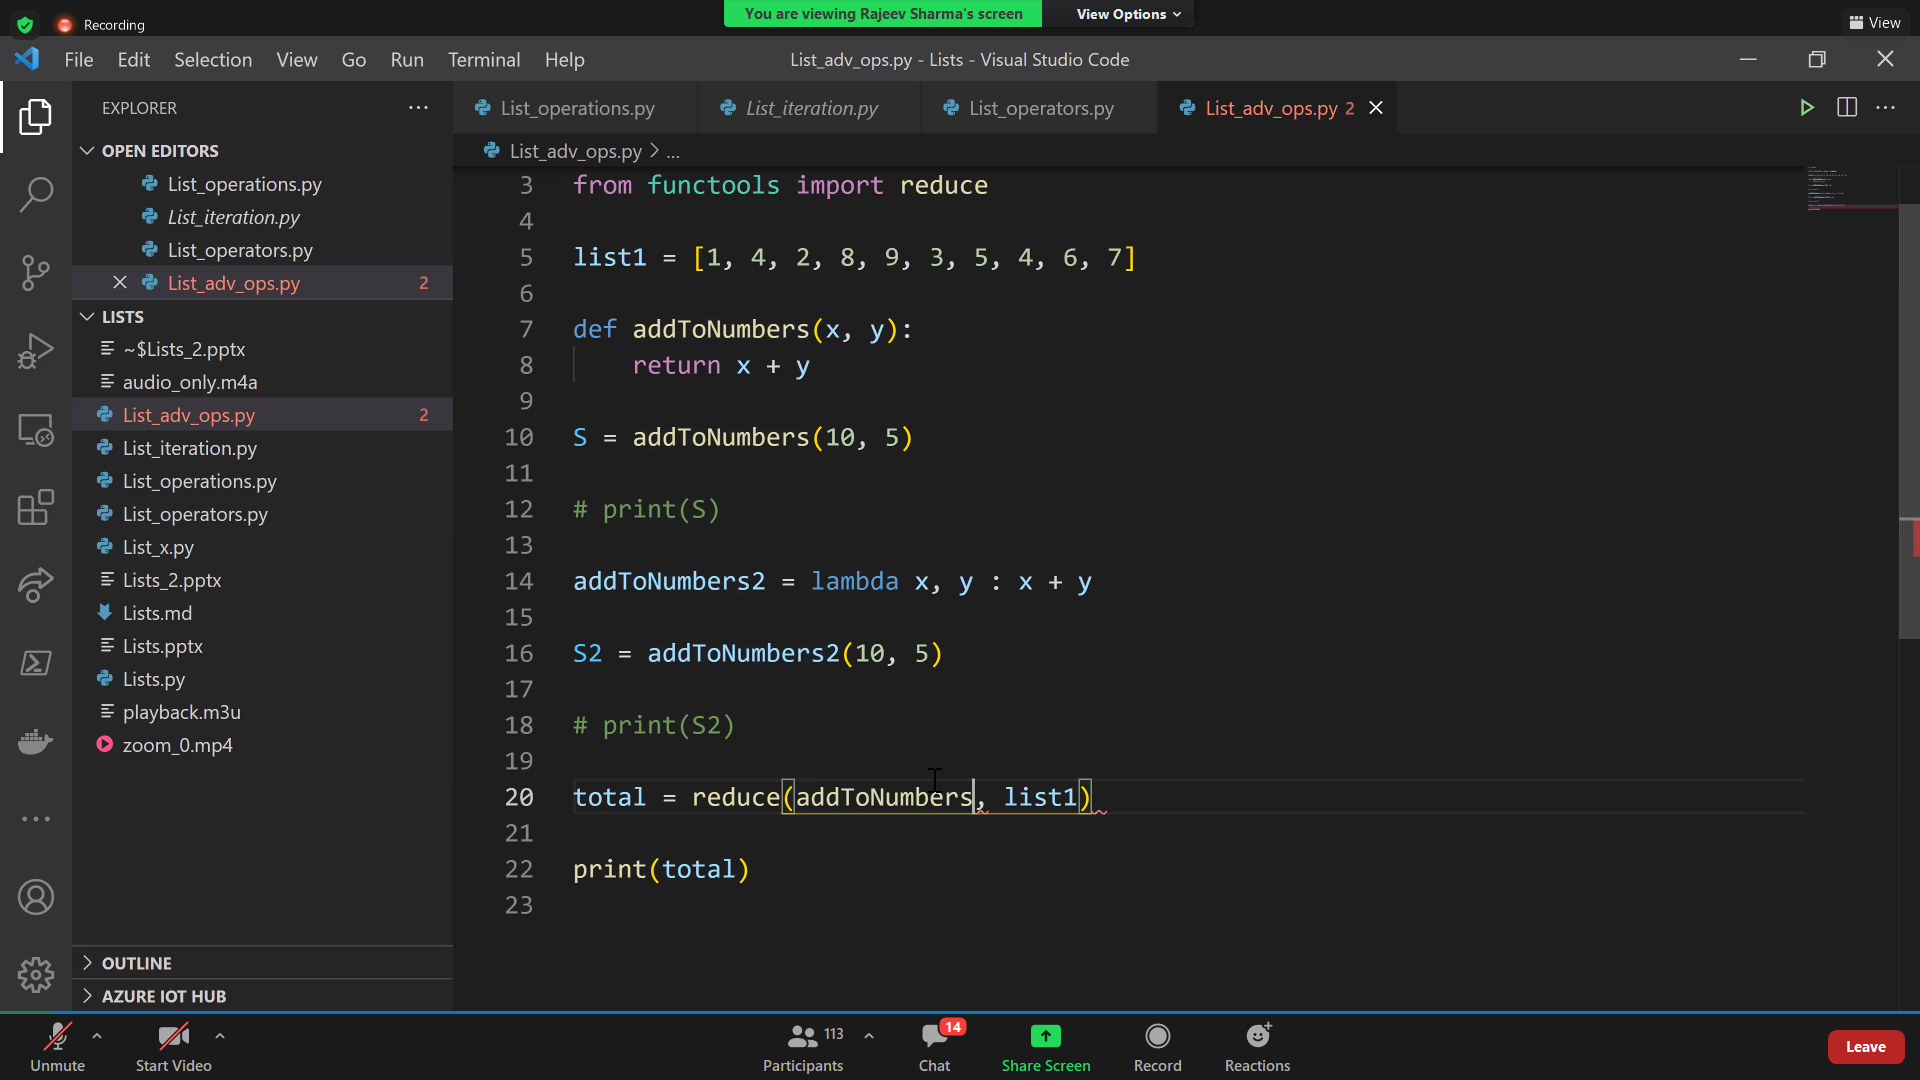 Recording
You are viewing Rajeev Sharma's screen
View Options
View
File Edit Selection View Go Run Terminal Help
List_adv_ops.py - Lists - Visual Studio Code
EXPLORER
OPEN EDITORS
List_operations.py
List_iteration.py
List_operators.py
List_adv_ops.py 2
LISTS
~$Lists_2.pptx
audio_only.m4a
List_adv_ops.py 2
List_iteration.py
List_operations.py
List_operators.py
List_x.py
Lists_2.pptx
Lists.md
Lists.pptx
Lists.py
playback.m3u
zoom_0.mp4
OUTLINE
AZURE IOT HUB
List_operations.py List_iteration.py List_operators.py List_adv_ops.py 2
List_adv_ops.py > ...
3 from functools import reduce
4
5 list1 = [1, 4, 2, 8, 9, 3, 5, 4, 6, 7]
6
7 def addToNumbers(x, y):
8 return x + y
9
10 S = addToNumbers(10, 5)
11
12 # print(S)
13
14 addToNumbers2 = lambda x, y : x + y
15
16 S2 = addToNumbers2(10, 5)
17
18 # print(S2)
19
20 total = reduce(addToNumbers, list1)
21
22 print(total)
23
Unmute
Start Video
113
Participants
14
Chat
Share Screen
Record
Reactions
Leave